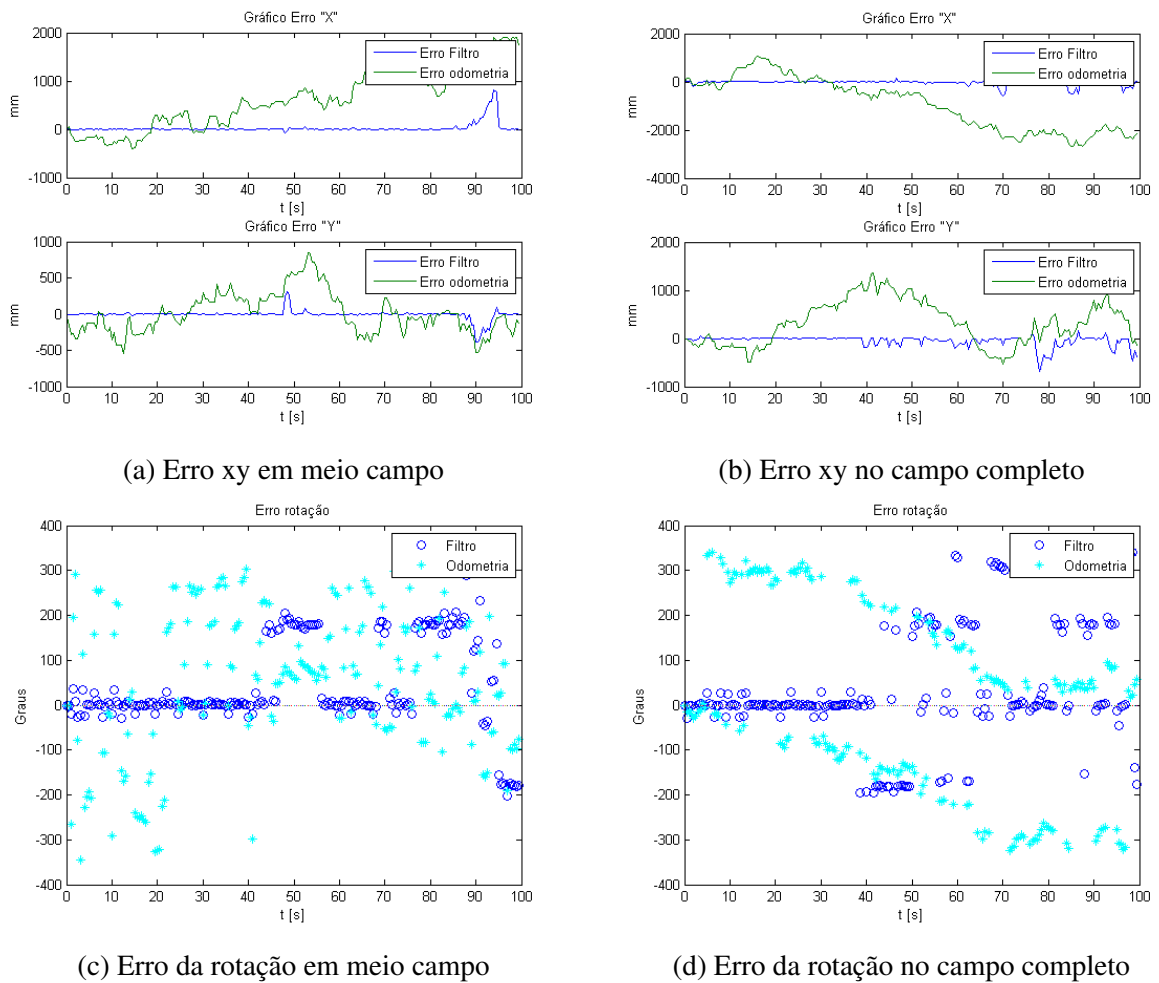 Gráfico Erro "X"
2000
1000
0
-1000
mm
Erro Filtro
Erro odometria
0 10 20 30 40 50 60 70 80 90 100
t [s]
Gráfico Erro "Y"
1000
500
0
-500
-1000
mm
Erro Filtro
Erro odometria
0 10 20 30 40 50 60 70 80 90 100
t [s]
(a) Erro xy em meio campo
Gráfico Erro "X"
2000
0
-2000
-4000
mm
Erro Filtro
Erro odometria
0 10 20 30 40 50 60 70 80 90 100
t [s]
Gráfico Erro "Y"
2000
1000
0
-1000
mm
Erro Filtro
Erro odometria
0 10 20 30 40 50 60 70 80 90 100
t [s]
(b) Erro xy no campo completo
Erro rotação
400
300
200
100
0
-100
-200
-300
-400
Graus
Filtro
Odometria
0 10 20 30 40 50 60 70 80 90 100
t [s]
(c) Erro da rotação em meio campo
Erro rotação
400
300
200
100
0
-100
-200
-300
-400
Graus
Filtro
Odometria
0 10 20 30 40 50 60 70 80 90 100
t [s]
(d) Erro da rotação no campo completo